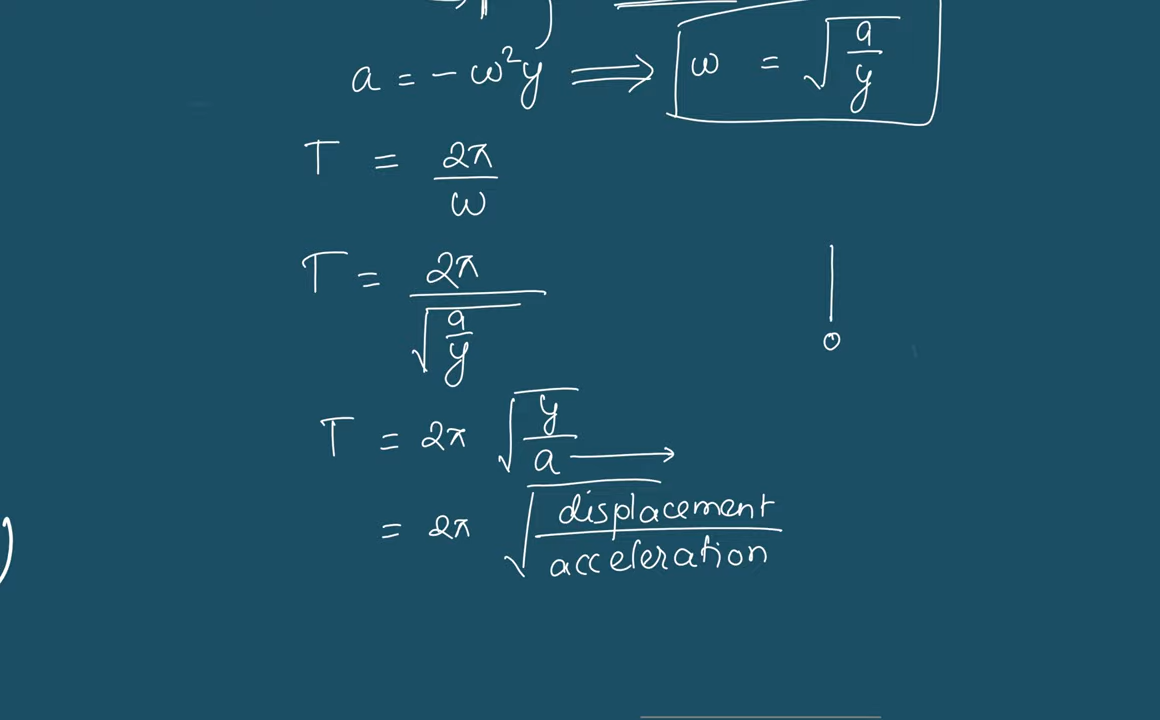 a = - ω²y ⟹ ω = √(a/y)
T = 2π/ω
T = 2π/√(a/y)
T = 2π √(y/a) →
= 2π √(displacement/acceleration)